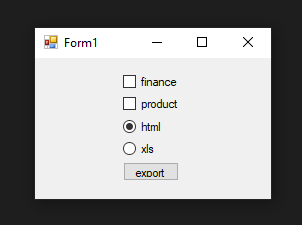 Form1
finance
product
html
xls
export